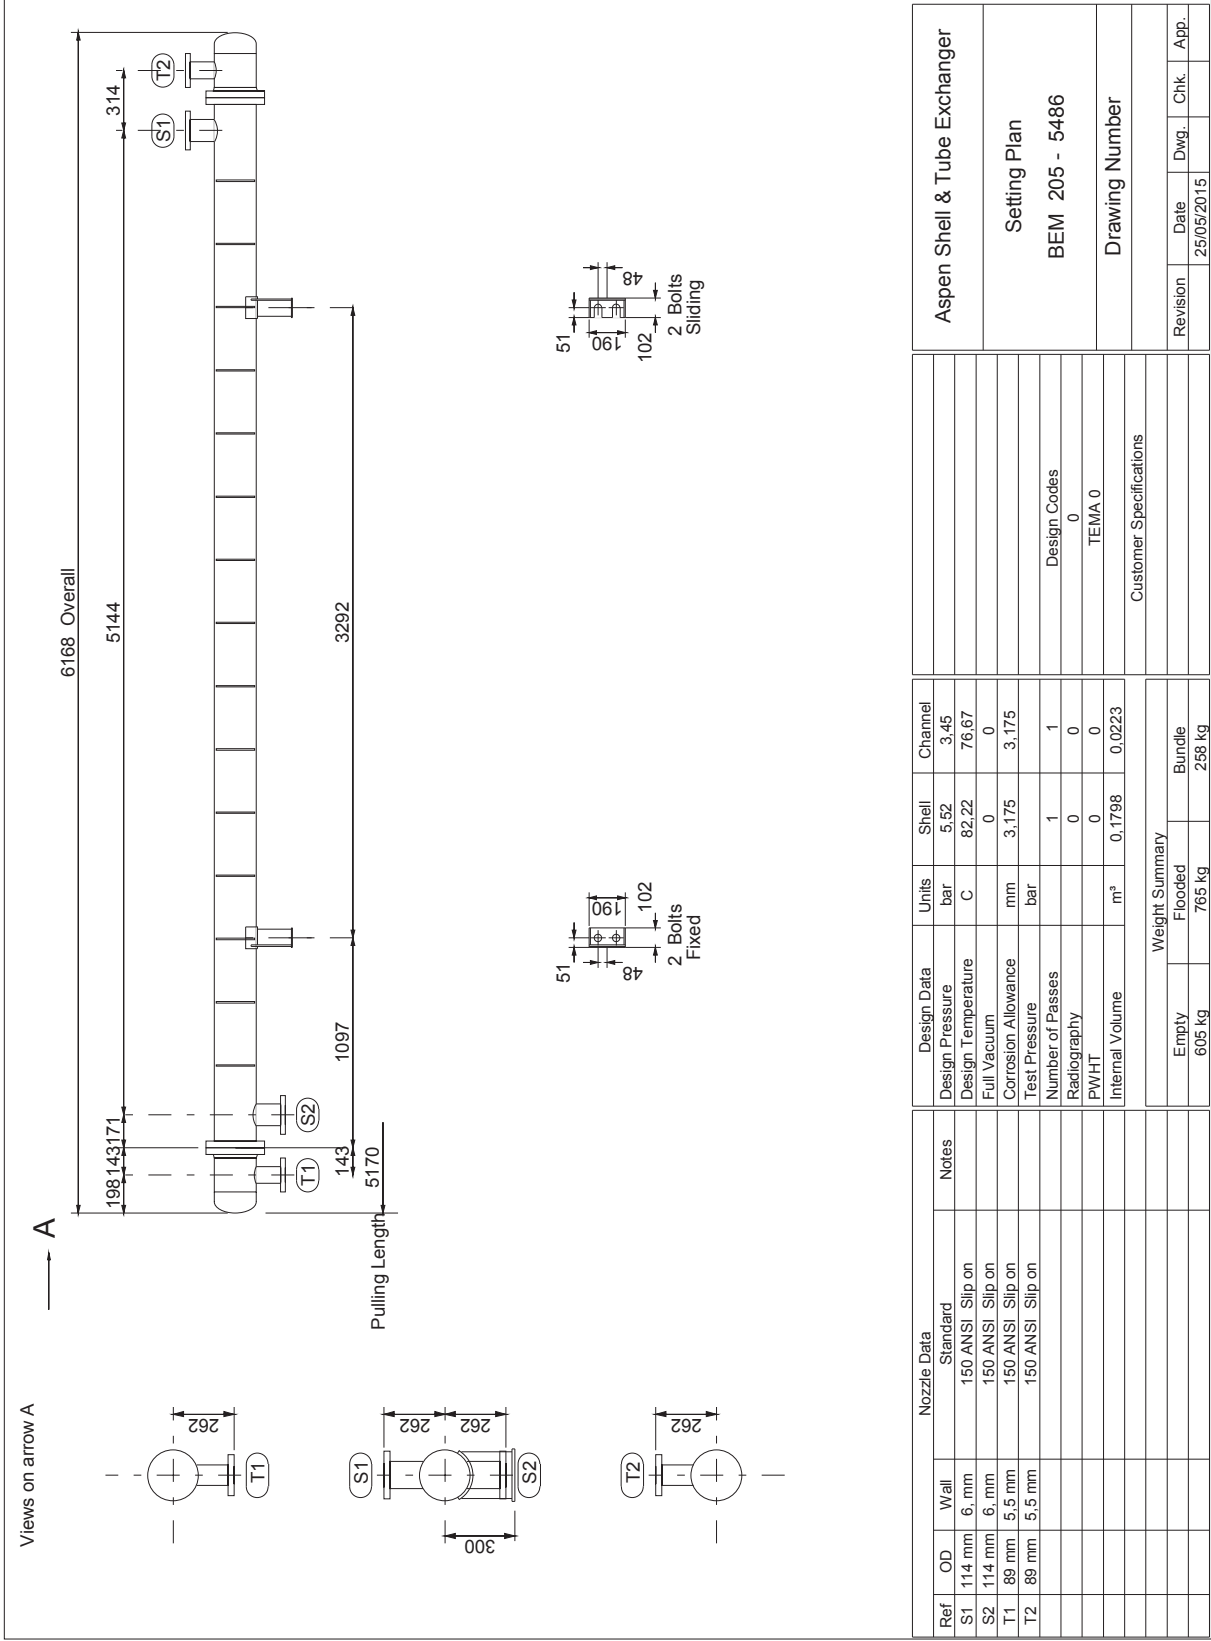 Views on arrow A
A
6168 Overall
5144
314
198
143
171
T1
S2
S1
T2
143
1097
3292
5170
Pulling Length
T1
262
S1
262
262
S2
300
T2
262
51
190
48
102
2 Bolts
Fixed
51
190
48
102
2 Bolts
Sliding
Nozzle Data
Ref OD Wall Standard Notes
S1 114 mm 6, mm 150 ANSI Slip on
S2 114 mm 6, mm 150 ANSI Slip on
T1 89 mm 5,5 mm 150 ANSI Slip on
T2 89 mm 5,5 mm 150 ANSI Slip on
Design Data Units Shell Channel
Design Pressure bar 5,52 3,45
Design Temperature C 82,22 76,67
Full Vacuum 0 0
Corrosion Allowance mm 3,175 3,175
Test Pressure bar
Number of Passes 1 1
Radiography 0 0
PWHT 0 0
Internal Volume m³ 0,1798 0,0223
Weight Summary
Empty Flooded Bundle
605 kg 765 kg 258 kg
Design Codes
0
TEMA 0
Customer Specifications
Aspen Shell & Tube Exchanger
Setting Plan
BEM 205 - 5486
Drawing Number
Revision Date Dwg. Chk. App.
25/05/2015